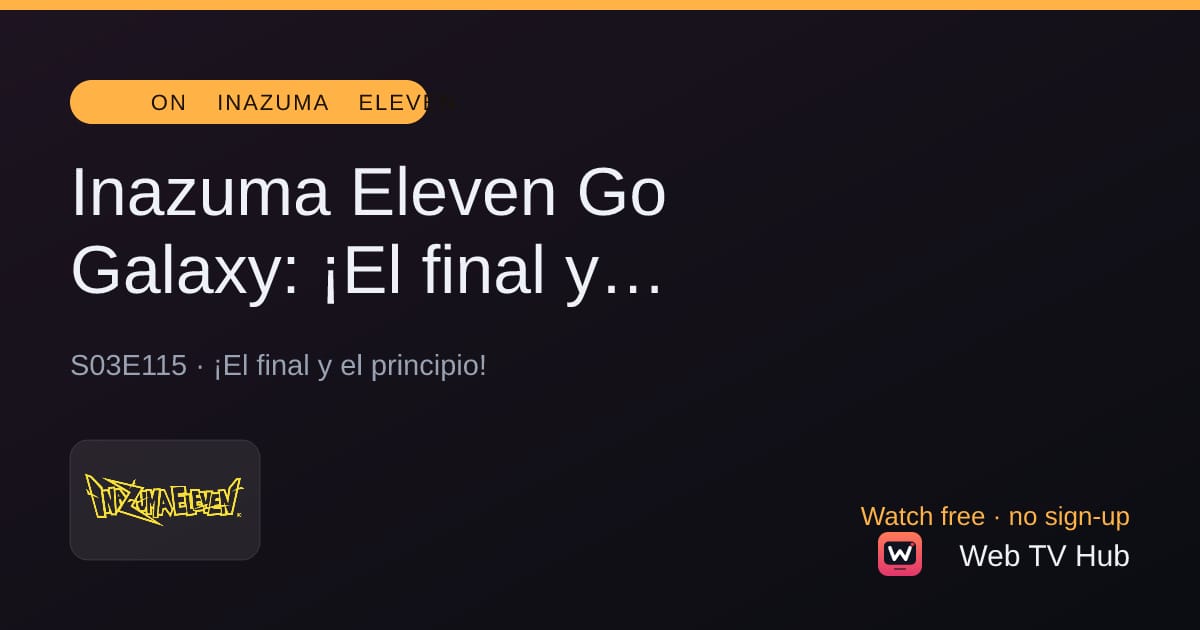 ON INAZUMA ELEVEN
Inazuma Eleven Go
Galaxy: ¡El final y…
S03E115 · ¡El final y el principio!
INAZUMA ELEVEN
Watch free · no sign-up
W
Web TV Hub